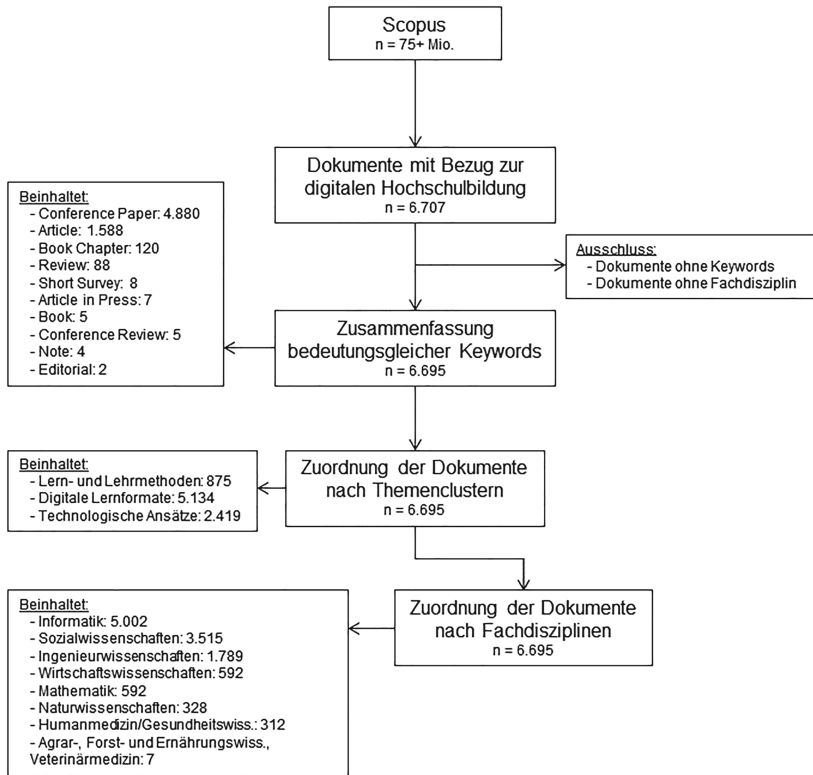 Scopus
n = 75+ Mio.
Dokumente mit Bezug zur
digitalen Hochschulbildung
n = 6.707
Ausschluss:
- Dokumente ohne Keywords
- Dokumente ohne Fachdisziplin
Zusammenfassung
bedeutungsgleicher Keywords
n = 6.695
Beinhaltet:
- Conference Paper: 4.880
- Article: 1.588
- Book Chapter: 120
- Review: 88
- Short Survey: 8
- Article in Press: 7
- Book: 5
- Conference Review: 5
- Note: 4
- Editorial: 2
Zuordnung der Dokumente
nach Themenclustern
n = 6.695
Beinhaltet:
- Lern- und Lehrmethoden: 875
- Digitale Lernformate: 5.134
- Technologische Ansätze: 2.419
Zuordnung der Dokumente
nach Fachdisziplinen
n = 6.695
Beinhaltet:
- Informatik: 5.002
- Sozialwissenschaften: 3.515
- Ingenieurwissenschaften: 1.789
- Wirtschaftswissenschaften: 592
- Mathematik: 592
- Naturwissenschaften: 328
- Humanmedizin/Gesundheitswiss.: 312
- Agrar-, Forst- und Ernährungswiss.,
Veterinärmedizin: 7